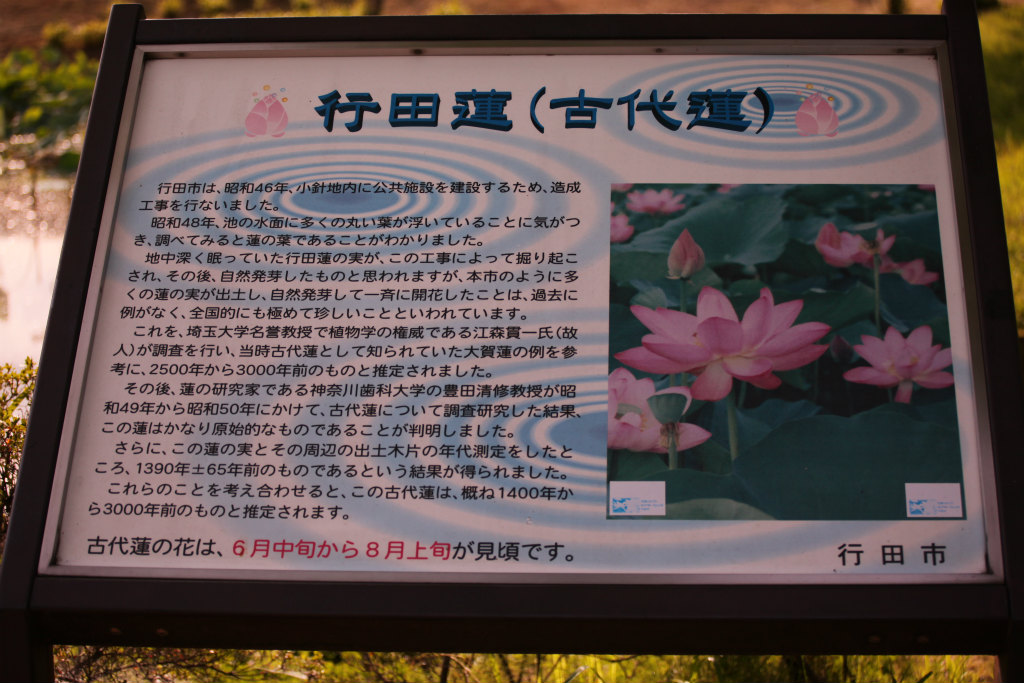 行田蓮(古代蓮)
行田市は、昭和46年、小針地内に公共施設を建設するため、造成
工事を行ないました。
昭和48年、池の水面に多くの丸い葉が浮いていることに気がつ
き、調べてみると蓮の葉であることがわかりました。
地中深く眠っていた行田蓮の実が、この工事によって掘り起こ
され、その後、自然発芽したものと思われますが、本市のように多
くの蓮の実が出土し、自然発芽して一斉に開花したことは、過去に
例がなく、全国的にも極めて珍しいことといわれています。
これを、埼玉大学名誉教授で植物学の権威である江森貫一氏(故
人)が調査を行い、当時古代蓮として知られていた大賀蓮の例を参
考に、2500年から3000年前のものと推定されました。
その後、蓮の研究家である神奈川歯科大学の豊田清修教授が昭
和49年から昭和50年にかけて、古代蓮について調査研究した結果、
この蓮はかなり原始的なものであることが判明しました。
さらに、この蓮の実とその周辺の出土木片の年代測定をしたと
ころ、1390年±65年前のものであるという結果が得られました。
これらのことを考え合わせると、この古代蓮は、概ね1400年か
ら3000年前のものと推定されます。
古代蓮の花は、6月中旬から8月上旬が見頃です。
行田市